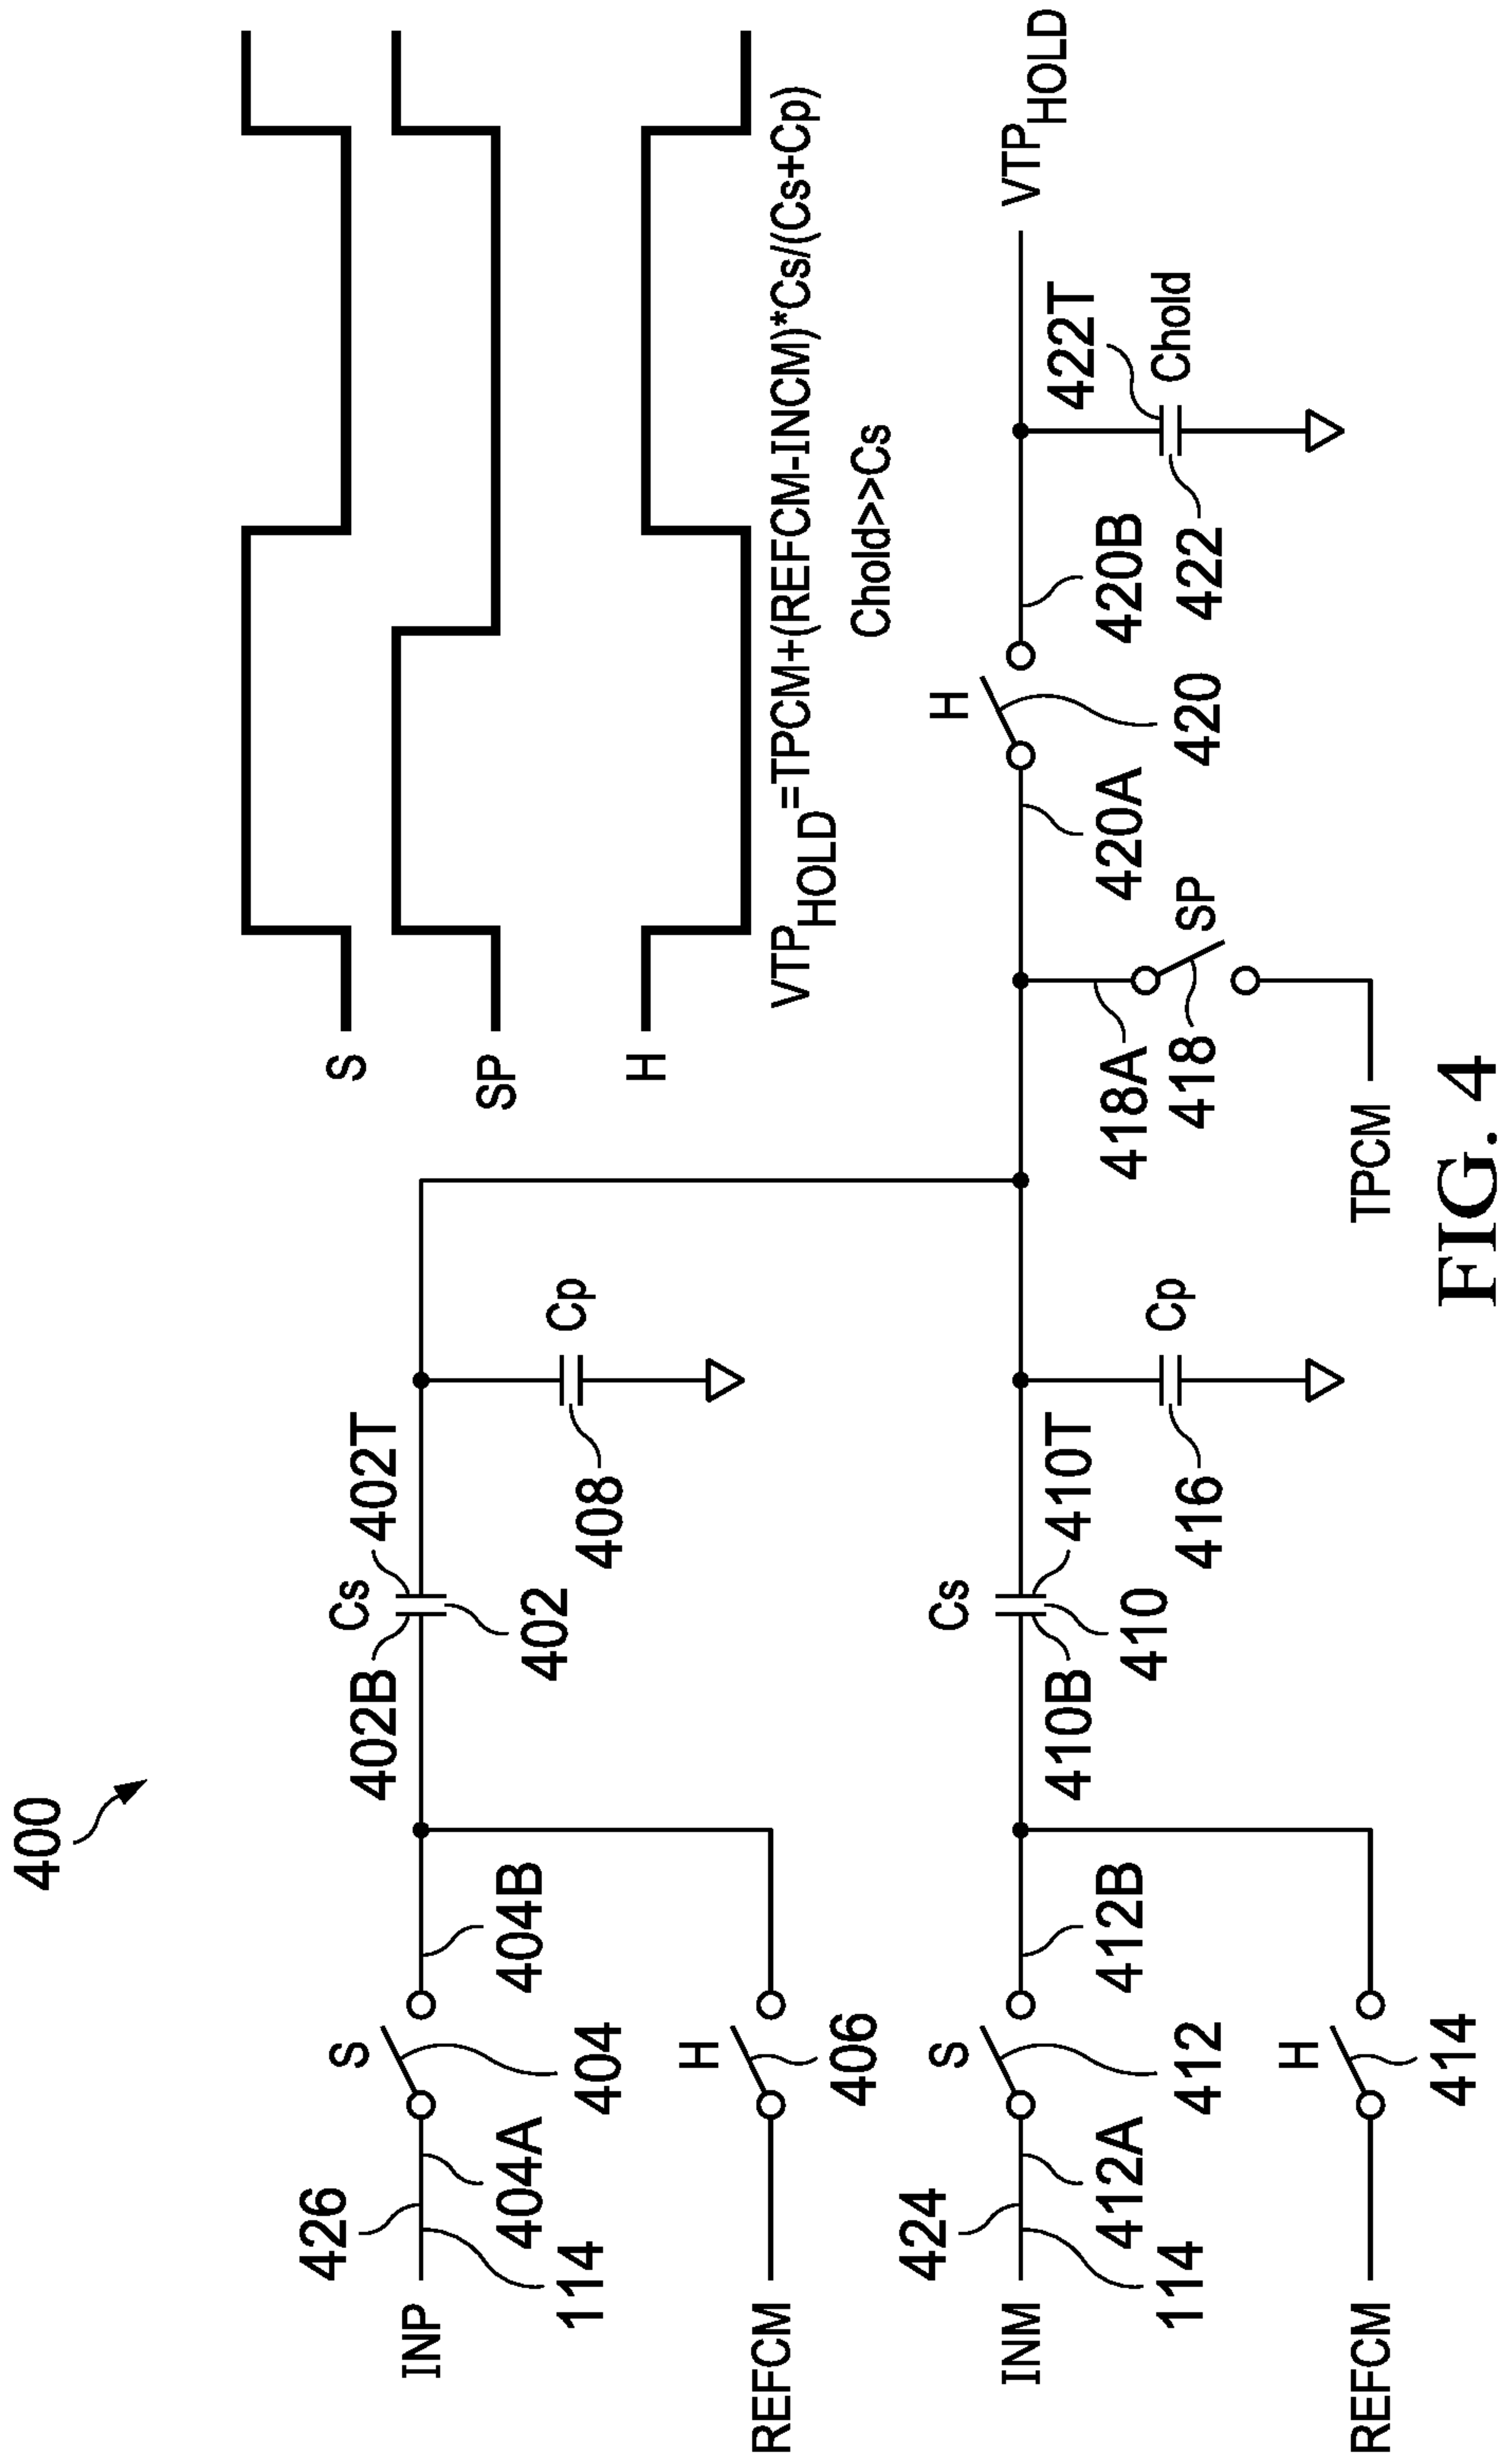 400
S
SP
H
VTPHOLD=TPCM+(REFCM-INCM)*Cs/(Cs+Cp)
Chold>>Cs
426
INP
114
404A
S
404
404B
402B
Cs
402T
402
Cp
408
REFCM
H
406
424
INM
114
412A
S
412
412B
410B
Cs
410T
410
Cp
416
REFCM
H
414
418A
418
SP
TPCM
420A
H
420
420B
422T
Chold
422
VTPHOLD
FIG. 4